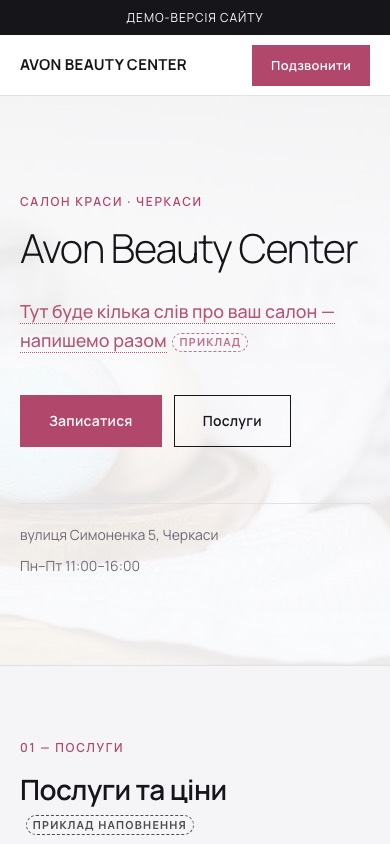 ДЕМО-ВЕРСІЯ САЙТУ
AVON BEAUTY CENTER
Подзвонити
САЛОН КРАСИ · ЧЕРКАСИ
Avon Beauty Center
Тут буде кілька слів про ваш салон —
напишемо разом ПРИКЛАД
Записатися
Послуги
вулиця Симоненка 5, Черкаси
Пн–Пт 11:00–16:00
01 — ПОСЛУГИ
Послуги та ціни
ПРИКЛАД НАПОВНЕННЯ